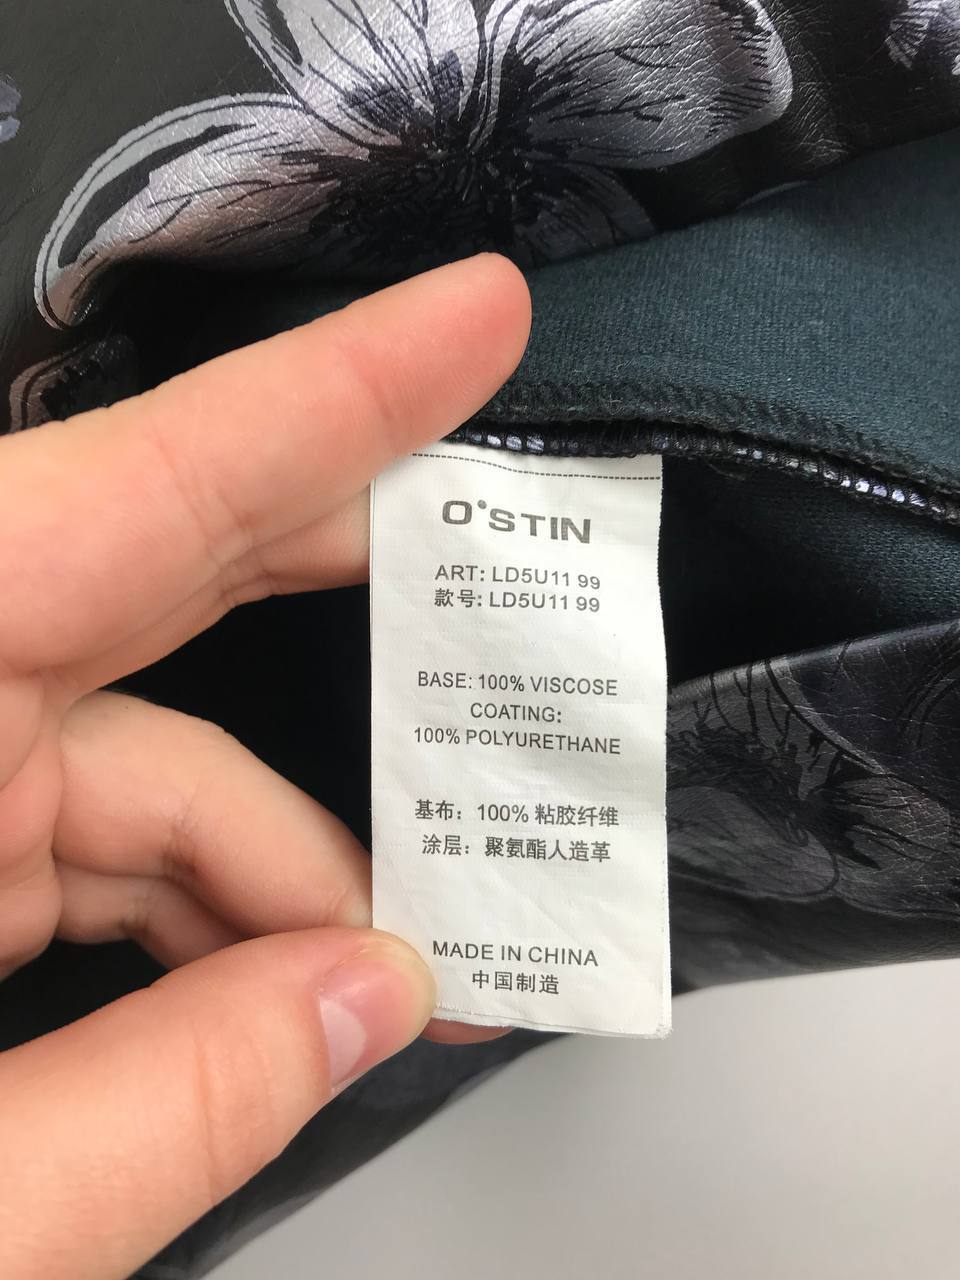 O'STIN
ART: LD5U11 99
款号: LD5U11 99
BASE: 100% VISCOSE
COATING:
100% POLYURETHANE
基布: 100% 粘胶纤维
涂层: 聚氨酯人造革
MADE IN CHINA
中国制造